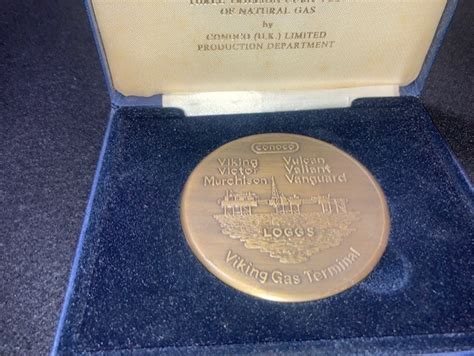 OF NATURAL GAS
by
CONOCO (U.K.) LIMITED
PRODUCTION DEPARTMENT
conoco
Viking Vulcan
Victor Valiant
Murchison Vanguard
LOGGS
Viking Gas Terminal